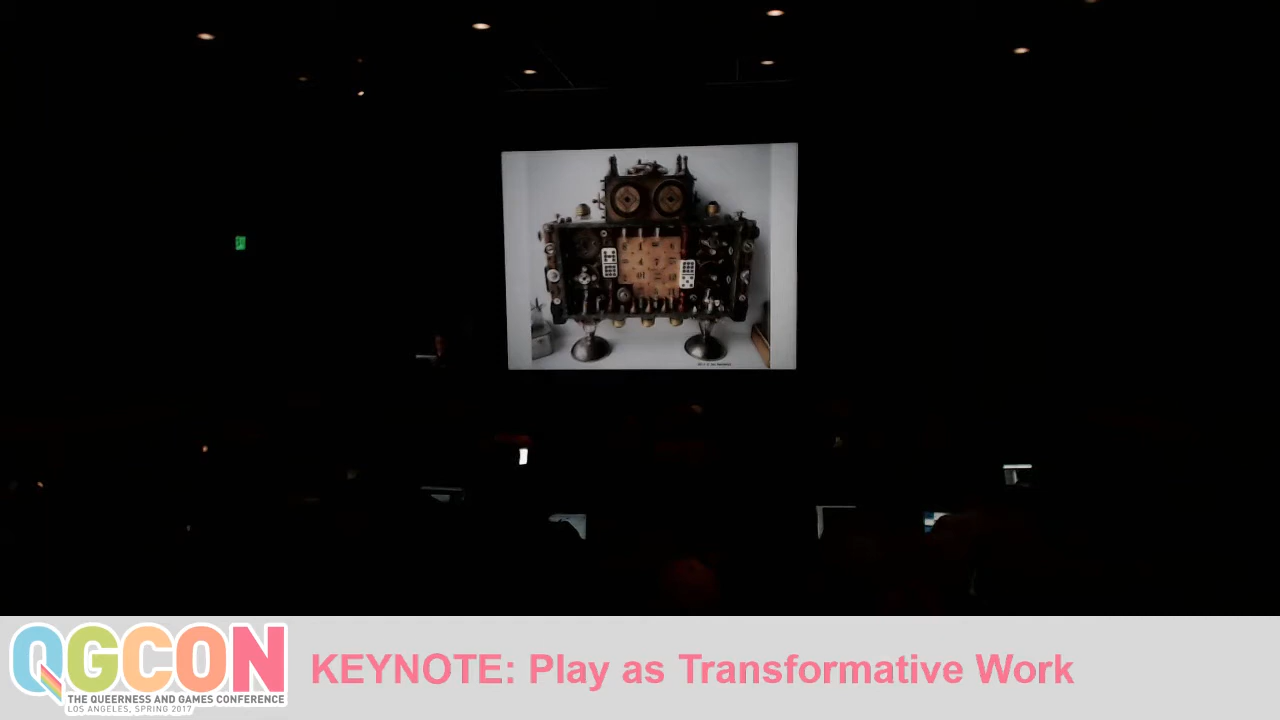 QGCON
THE QUEERNESS AND GAMES CONFERENCE
LOS ANGELES, SPRING 2017
KEYNOTE: Play as Transformative Work